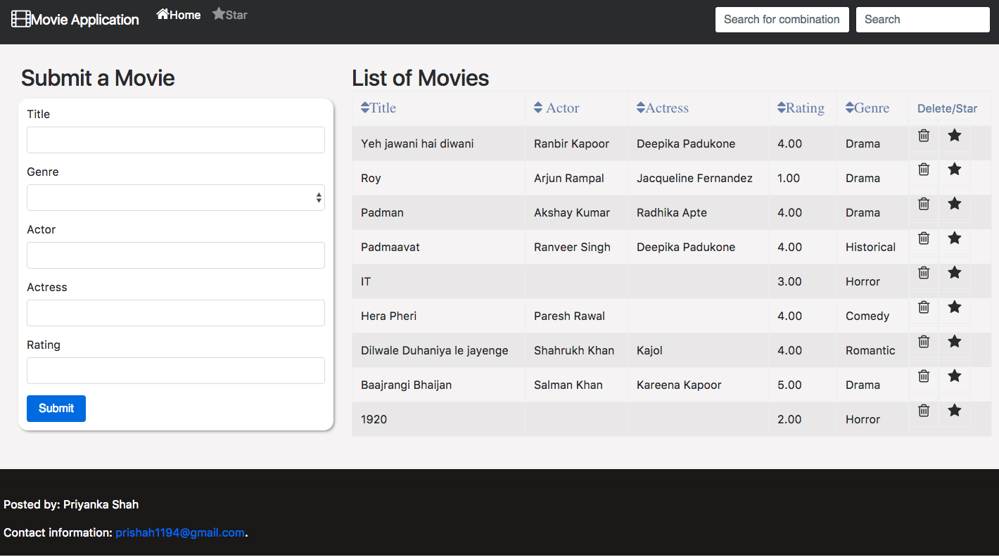 Movie Application Home Star Search for combination Search
Submit a Movie
Title
Genre
Actor
Actress
Rating
Submit
List of Movies
Title Actor Actress Rating Genre Delete/Star
Yeh jawani hai diwani Ranbir Kapoor Deepika Padukone 4.00 Drama
Roy Arjun Rampal Jacqueline Fernandez 1.00 Drama
Padman Akshay Kumar Radhika Apte 4.00 Drama
Padmaavat Ranveer Singh Deepika Padukone 4.00 Historical
IT 3.00 Horror
Hera Pheri Paresh Rawal 4.00 Comedy
Dilwale Duhaniya le jayenge Shahrukh Khan Kajol 4.00 Romantic
Baajrangi Bhaijan Salman Khan Kareena Kapoor 5.00 Drama
1920 2.00 Horror
Posted by: Priyanka Shah
Contact information: prishah1194@gmail.com.